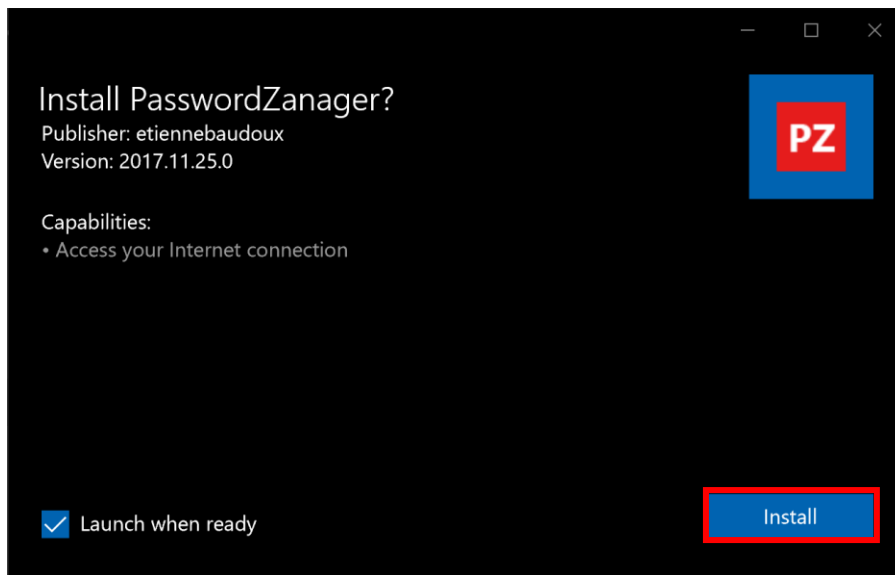 Install PasswordZanager?
Publisher: etiennebaudoux
Version: 2017.11.25.0
PZ
Capabilities:
• Access your Internet connection
Launch when ready
Install